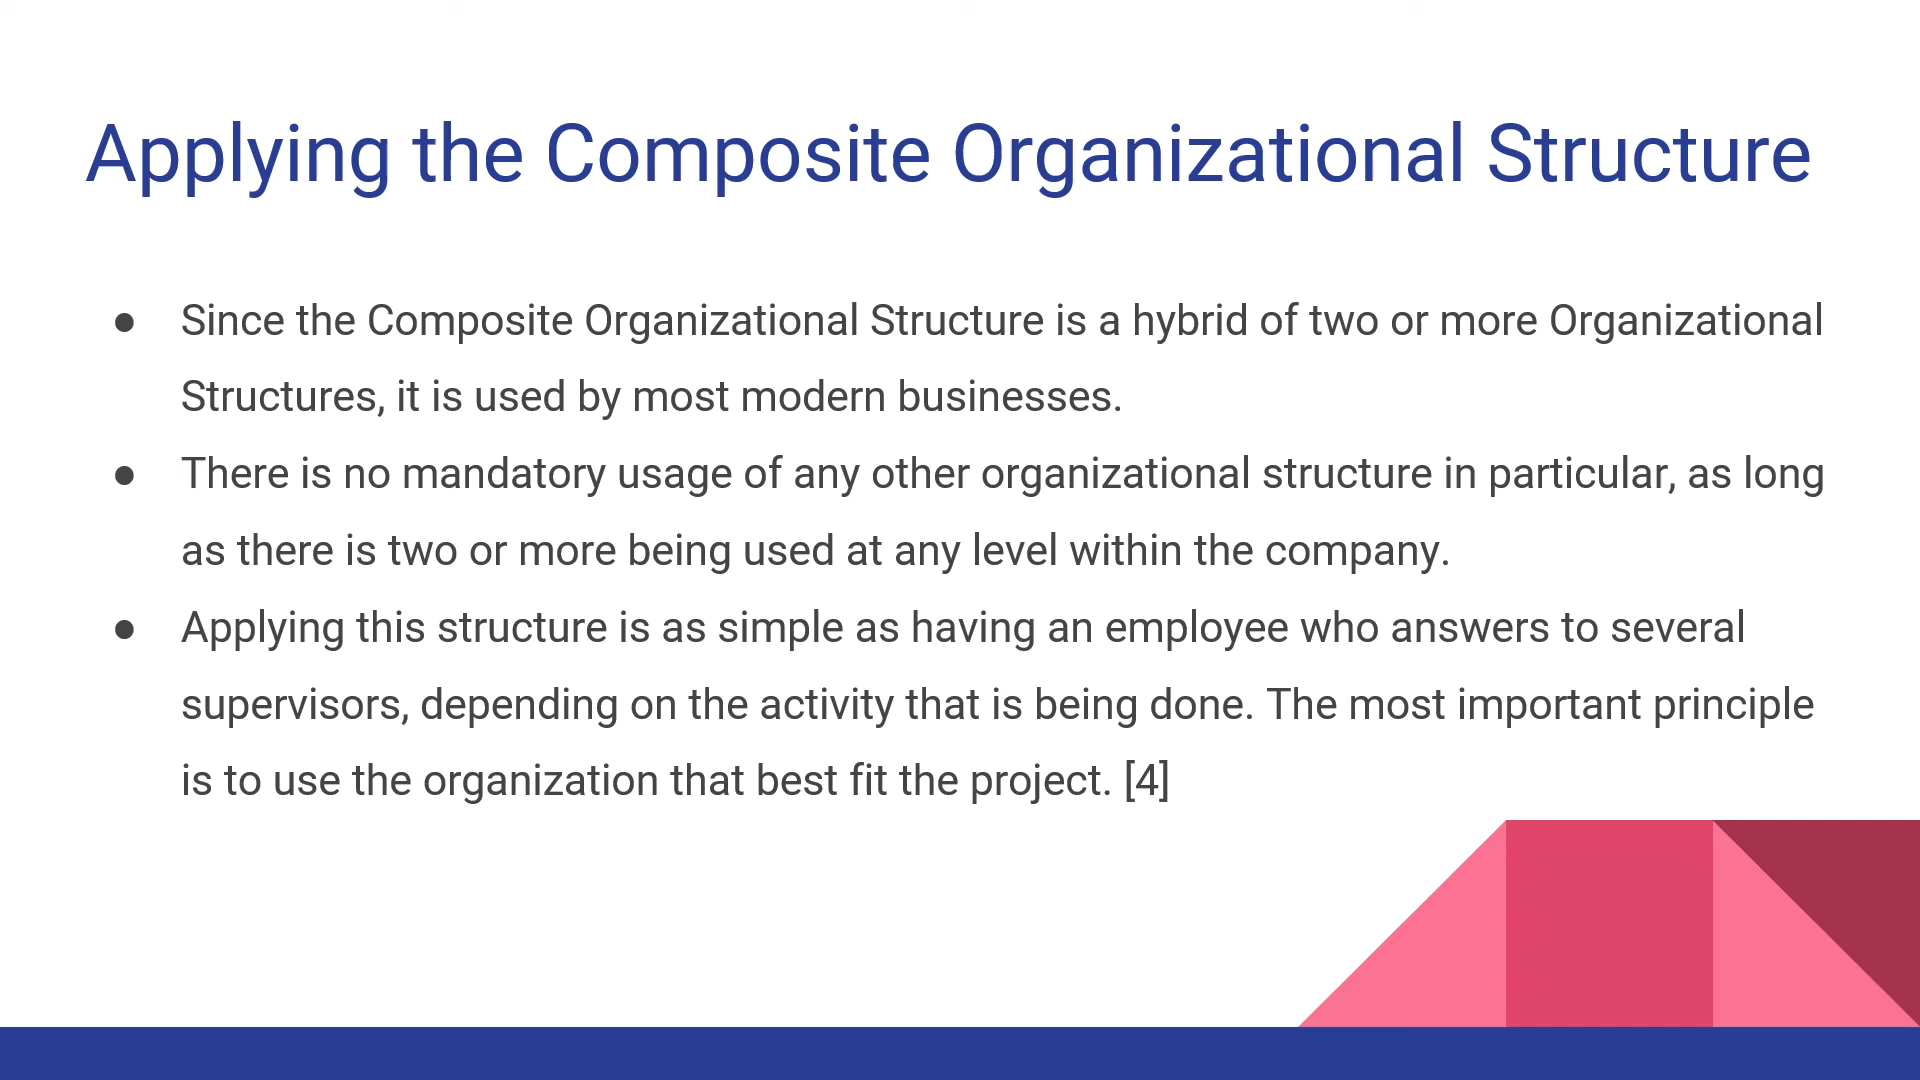 Applying the Composite Organizational Structure
● Since the Composite Organizational Structure is a hybrid of two or more Organizational
Structures, it is used by most modern businesses.
● There is no mandatory usage of any other organizational structure in particular, as long
as there is two or more being used at any level within the company.
● Applying this structure is as simple as having an employee who answers to several
supervisors, depending on the activity that is being done. The most important principle
is to use the organization that best fit the project. [4]